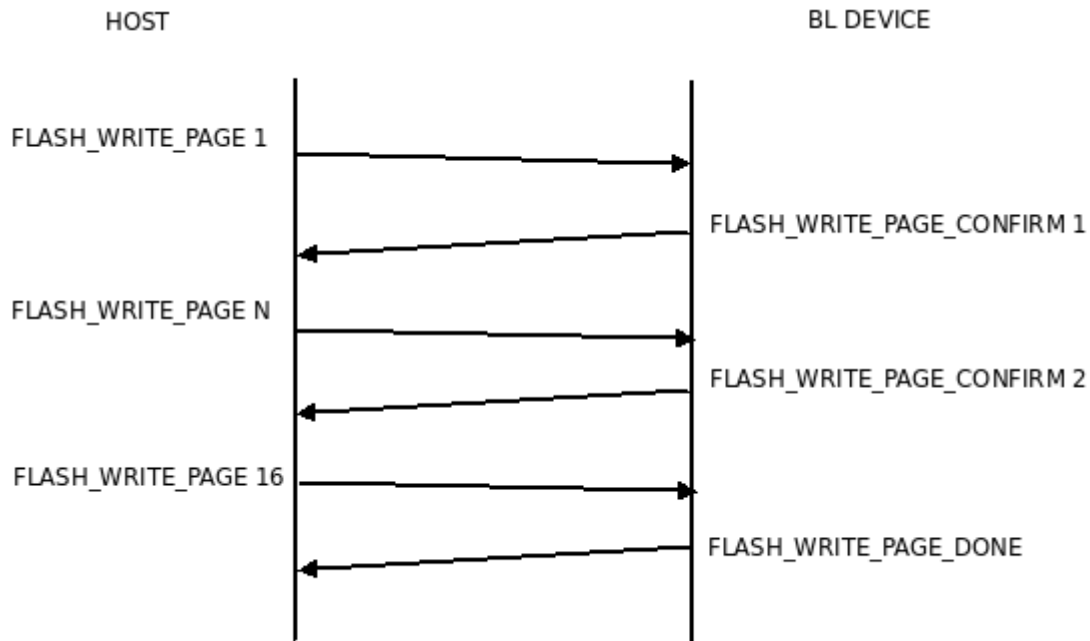 HOST
BL DEVICE
FLASH_WRITE_PAGE 1
FLASH_WRITE_PAGE_CONFIRM 1
FLASH_WRITE_PAGE N
FLASH_WRITE_PAGE_CONFIRM 2
FLASH_WRITE_PAGE 16
FLASH_WRITE_PAGE_DONE